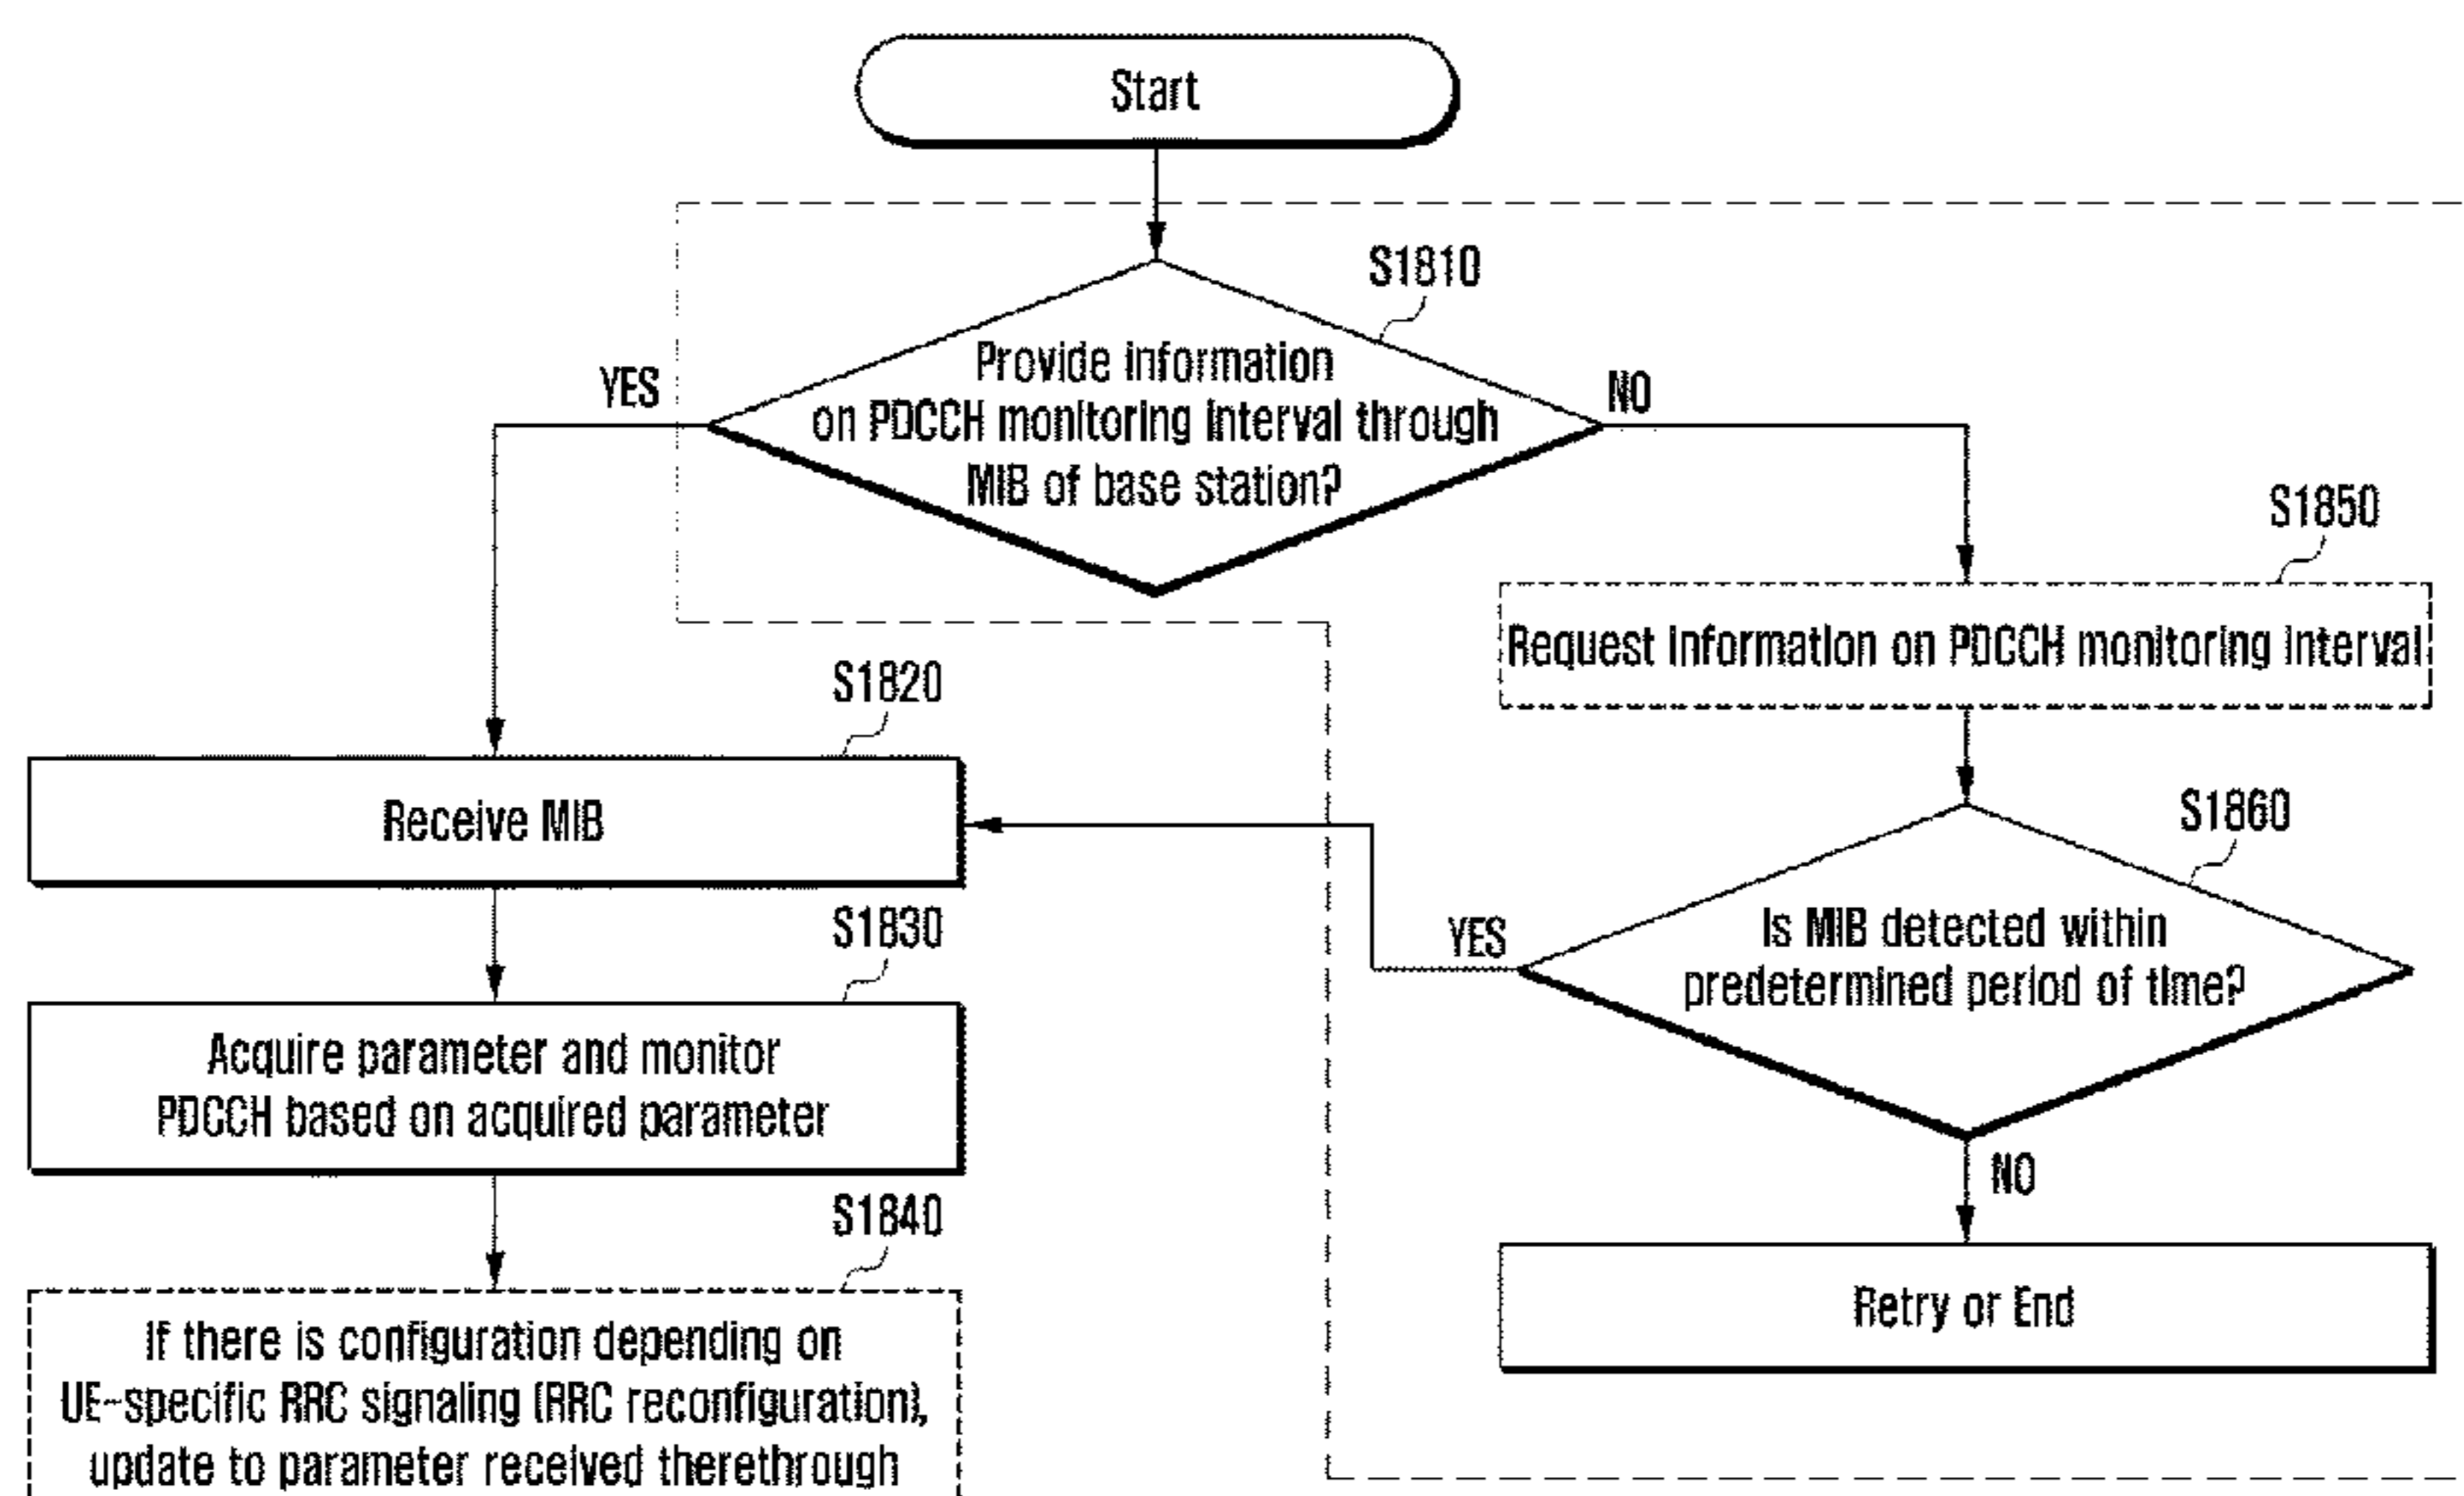 Start
S1810
Provide information
on PDCCH monitoring interval through
MIB of base station?
YES
NO
S1850
Request information on PDCCH monitoring interval
S1820
Receive MIB
S1860
Is MIB detected within
predetermined period of time?
YES
NO
S1830
Acquire parameter and monitor
PDCCH based on acquired parameter
Retry or End
S1840
If there is configuration depending on
UE-specific RRC signaling (RRC reconfiguration),
update to parameter received therethrough